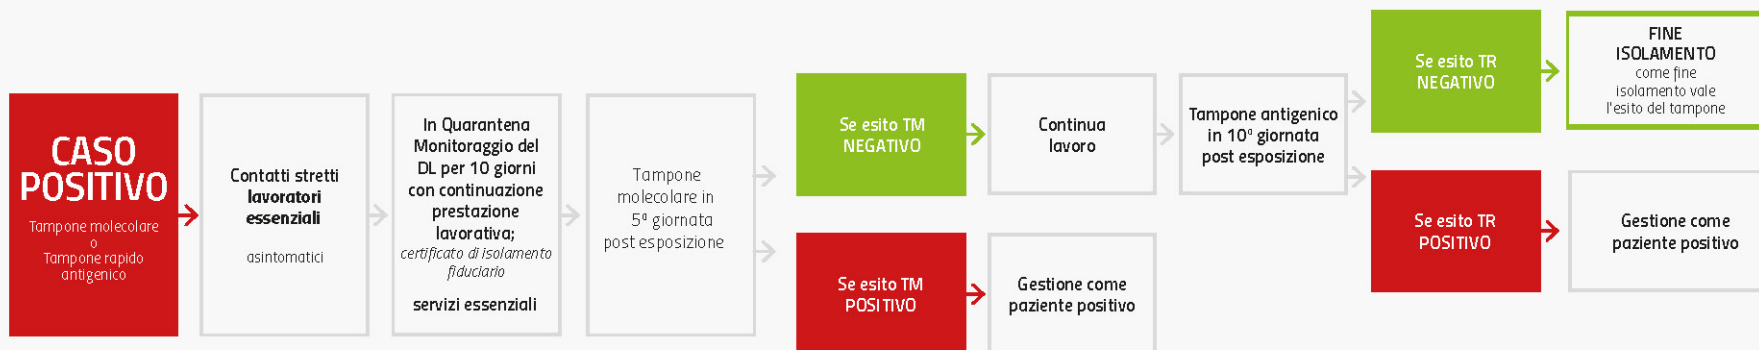 CASO
POSITIVO
Tampone molecolare
o
Tampone rapido
antigenico
Contatti stretti
lavoratori
essenziali
asintomatici
In Quarantena
Monitoraggio del
DL per 10 giorni
con continuazione
prestazione
lavorativa;
certificato di isolamento
fiduciario
servizi essenziali
Tampone
molecolare in
5ª giornata
post esposizione
Se esito TM
NEGATIVO
Continua
lavoro
Tampone antigenico
in 10ª giornata
post esposizione
Se esito TR
NEGATIVO
FINE
ISOLAMENTO
come fine
isolamento vale
l'esito del tampone
Se esito TR
POSITIVO
Gestione come
paziente positivo
Se esito TM
POSITIVO
Gestione come
paziente positivo